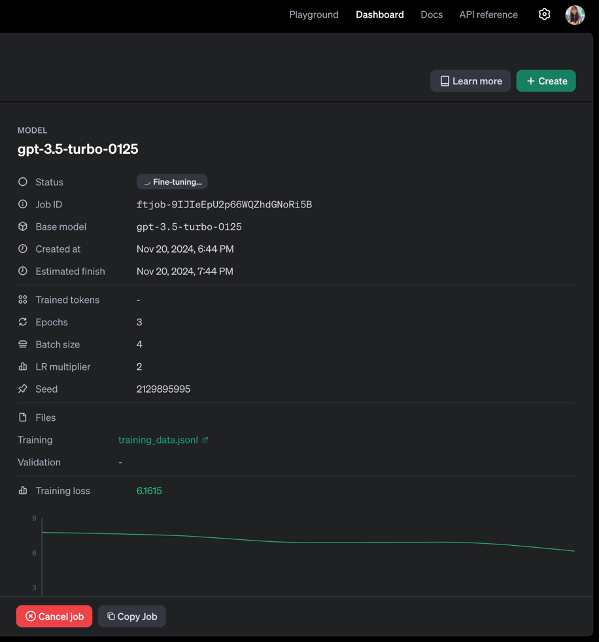 Playground Dashboard Docs API reference
Learn more + Create
MODEL
gpt-3.5-turbo-0125
Status Fine-tuning...
Job ID ftjob-9IJIeEpU2p66WQZhdGNoRi5B
Base model gpt-3.5-turbo-0125
Created at Nov 20, 2024, 6:44 PM
Estimated finish Nov 20, 2024, 7:44 PM
Trained tokens -
Epochs 3
Batch size 4
LR multiplier 2
Seed 2129895995
Files
Training training_data.jsonl
Validation -
Training loss 6.1615
9
6
3
Cancel job Copy Job